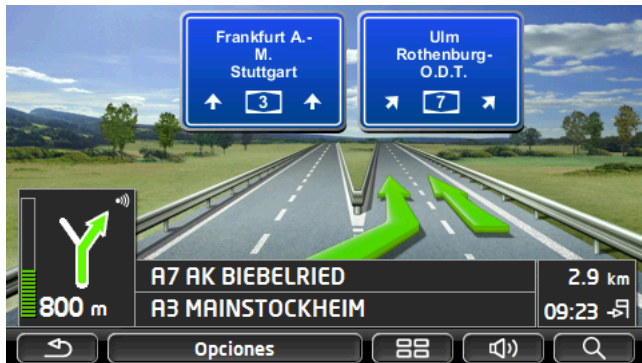 Frankfurt A.-
M.
Stuttgart
3
Ulm
Rothenburg-
O.D.T.
7
800 m
A7 AK BIEBELRIED
2.9 km
A3 MAINSTOCKHEIM
09:23
Opciones